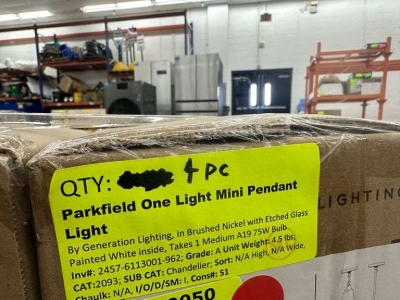 QTY: 4 PC
Parkfield One Light Mini Pendant
Light
By Generation Lighting, In Brushed Nickel with Etched Glass
Painted White inside, Takes 1 Medium A19 75W Bulb
Inv#: 2457-6113001-962; Grade: A Unit Weight: 4.5 lbs;
CAT:2093; SUB CAT: Chandelier; Sort: N/A High, N/A Wide,
Chaulk: N/A, I/O/D/SM: I, Cons#: 51
LIGHTING